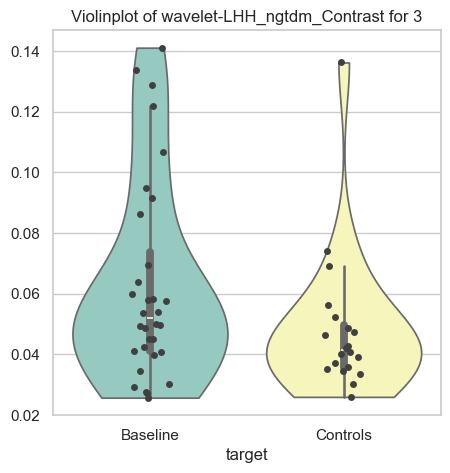 Violinplot of wavelet-LHH_ngtdm_Contrast for 3
0.14
0.12
0.10
0.08
0.06
0.04
0.02
Baseline
Controls
target